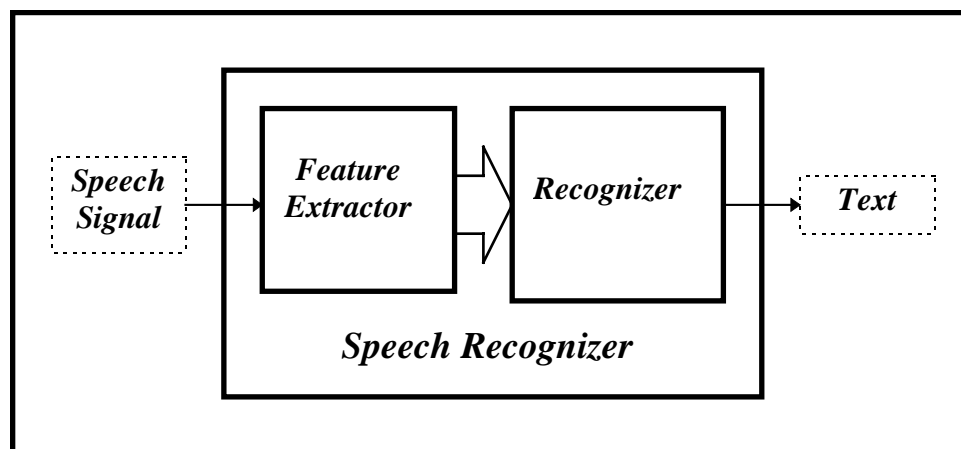 Speech
Signal
Feature
Extractor
Recognizer
Text
Speech Recognizer